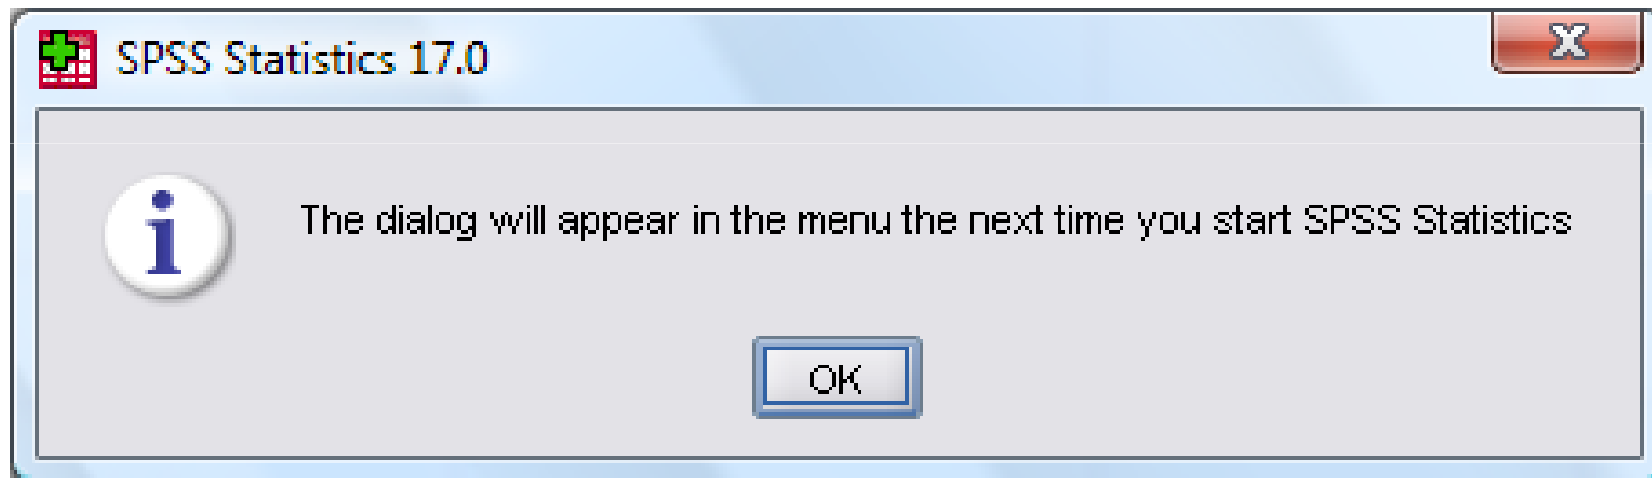 SPSS Statistics 17.0
The dialog will appear in the menu the next time you start SPSS Statistics
OK